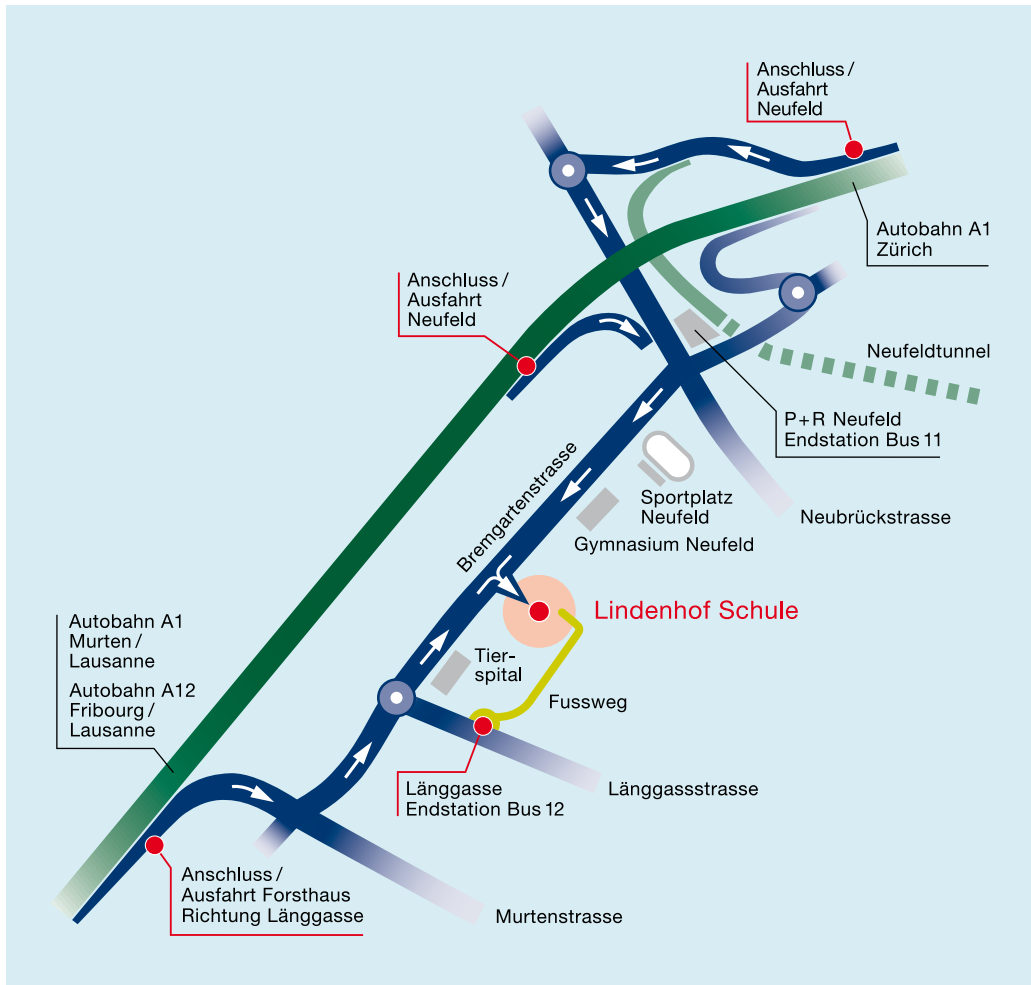 Anschluss /
Ausfahrt
Neufeld
Autobahn A1
Zürich
Anschluss /
Ausfahrt
Neufeld
Neufeldtunnel
P+R Neufeld
Endstation Bus 11
Bremgartenstrasse
Sportplatz
Neufeld
Neubrückstrasse
Gymnasium Neufeld
Lindenhof Schule
Autobahn A1
Murten /
Lausanne
Autobahn A12
Fribourg /
Lausanne
Tier-
spital
Fussweg
Länggasse
Endstation Bus 12
Länggassstrasse
Anschluss /
Ausfahrt Forsthaus
Richtung Länggasse
Murtenstrasse